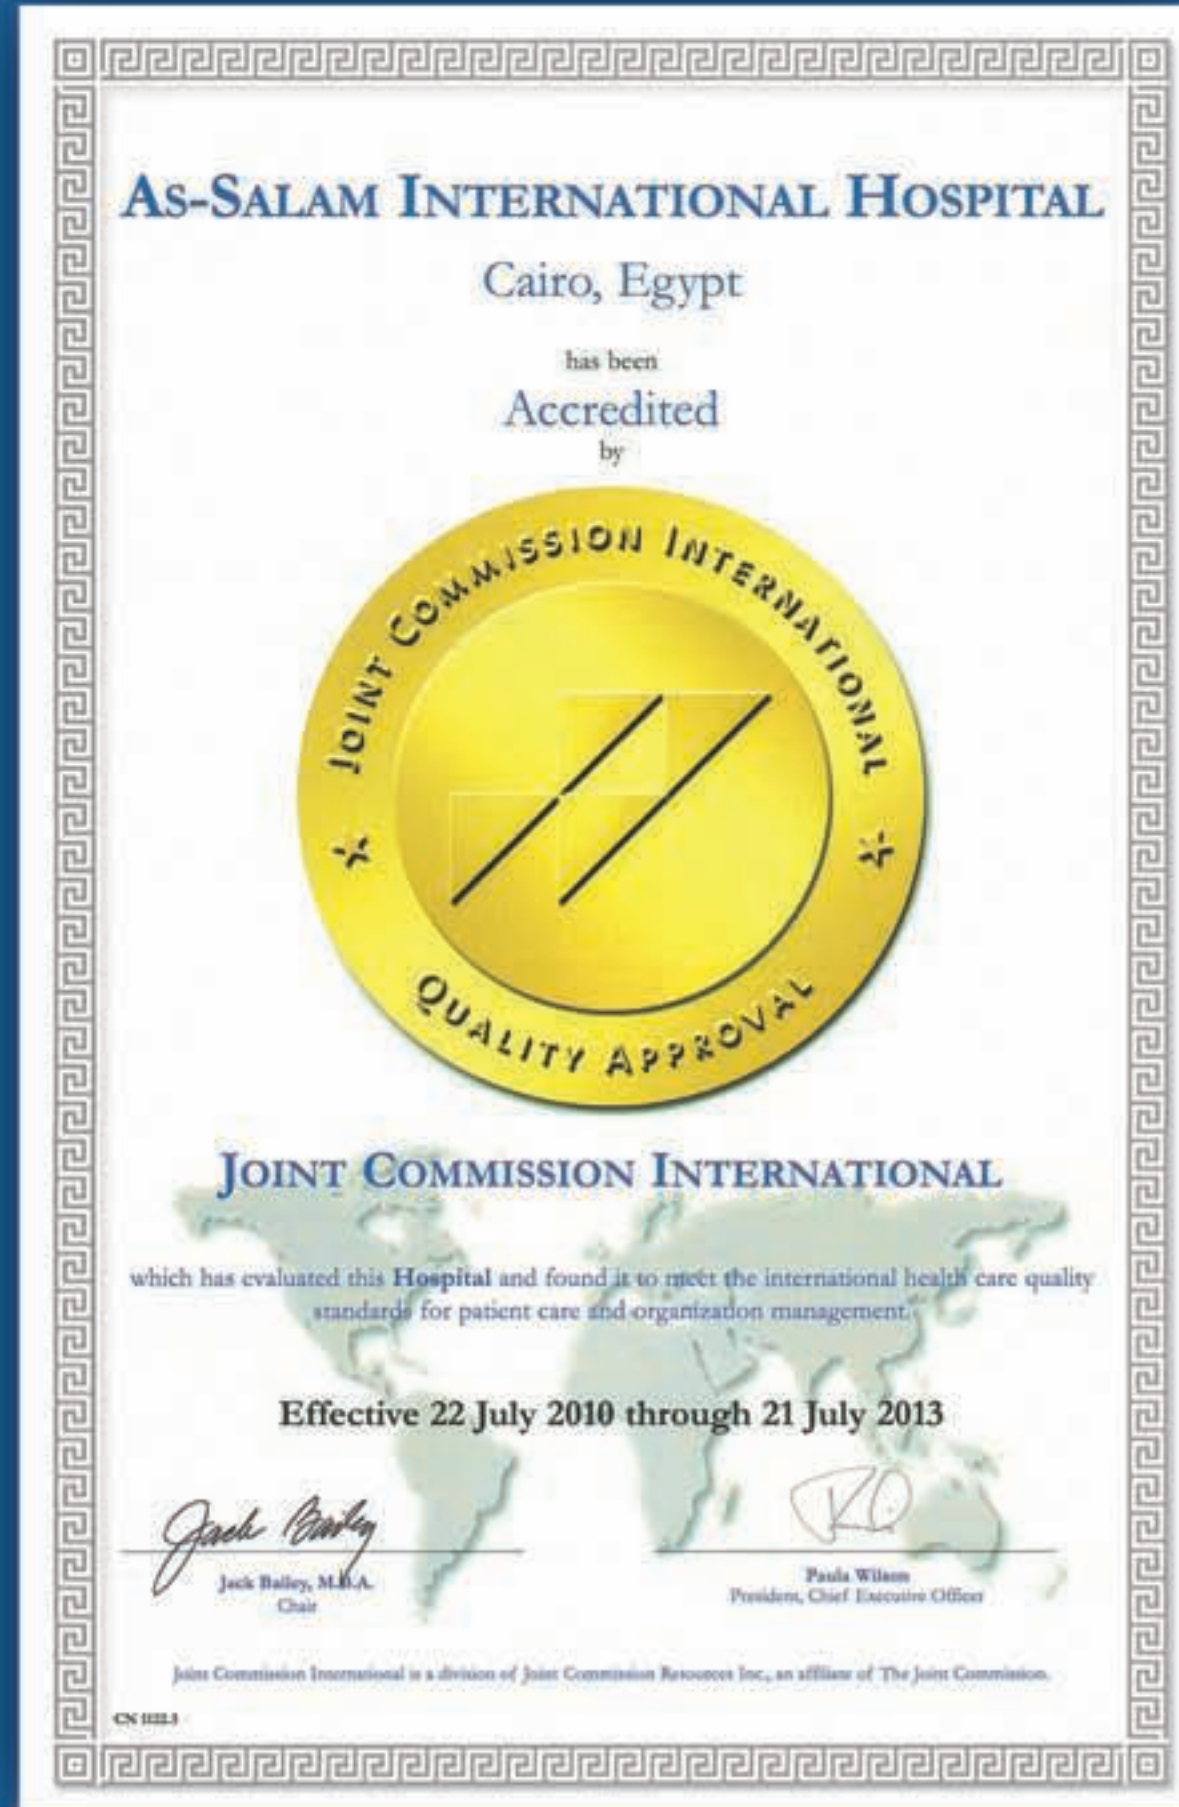 AS-SALAM INTERNATIONAL HOSPITAL
Cairo, Egypt
has been
Accredited
by
JOINT COMMISSION INTERNATIONAL
QUALITY APPROVAL
JOINT COMMISSION INTERNATIONAL
which has evaluated this Hospital and found it to meet the international health care quality
standards for patient care and organization management.
Effective 22 July 2010 through 21 July 2013
Jack Bailey
Jack Bailey, M.B.A.
Chair
Paula Wilson
President, Chief Executive Officer
Joint Commission International is a division of Joint Commission Resources Inc., an affiliate of The Joint Commission.
CN